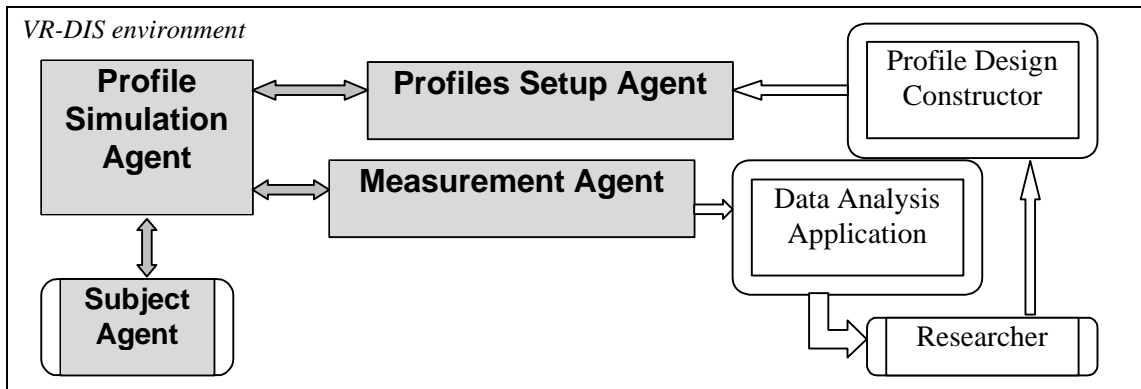 VR-DIS environment
Profile
Simulation
Agent
Profiles Setup Agent
Profile Design
Constructor
Measurement Agent
Data Analysis
Application
Subject
Agent
Researcher